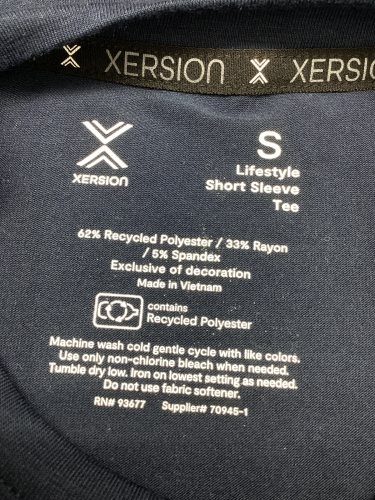 XERSION XERSION
XERSION
S
Lifestyle
Short Sleeve
Tee
62% Recycled Polyester / 33% Rayon
/ 5% Spandex
Exclusive of decoration
Made in Vietnam
contains
Recycled Polyester
Machine wash cold gentle cycle with like colors.
Use only non-chlorine bleach when needed.
Tumble dry low. Iron on lowest setting as needed.
Do not use fabric softener.
RN# 93677 Supplier# 70945-1